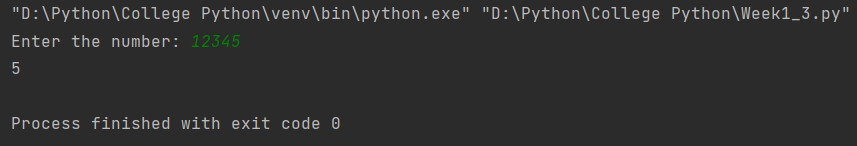 "D:\Python\College Python\venv\bin\python.exe" "D:\Python\College Python\Week1_3.py"
Enter the number: 12345
5
Process finished with exit code 0